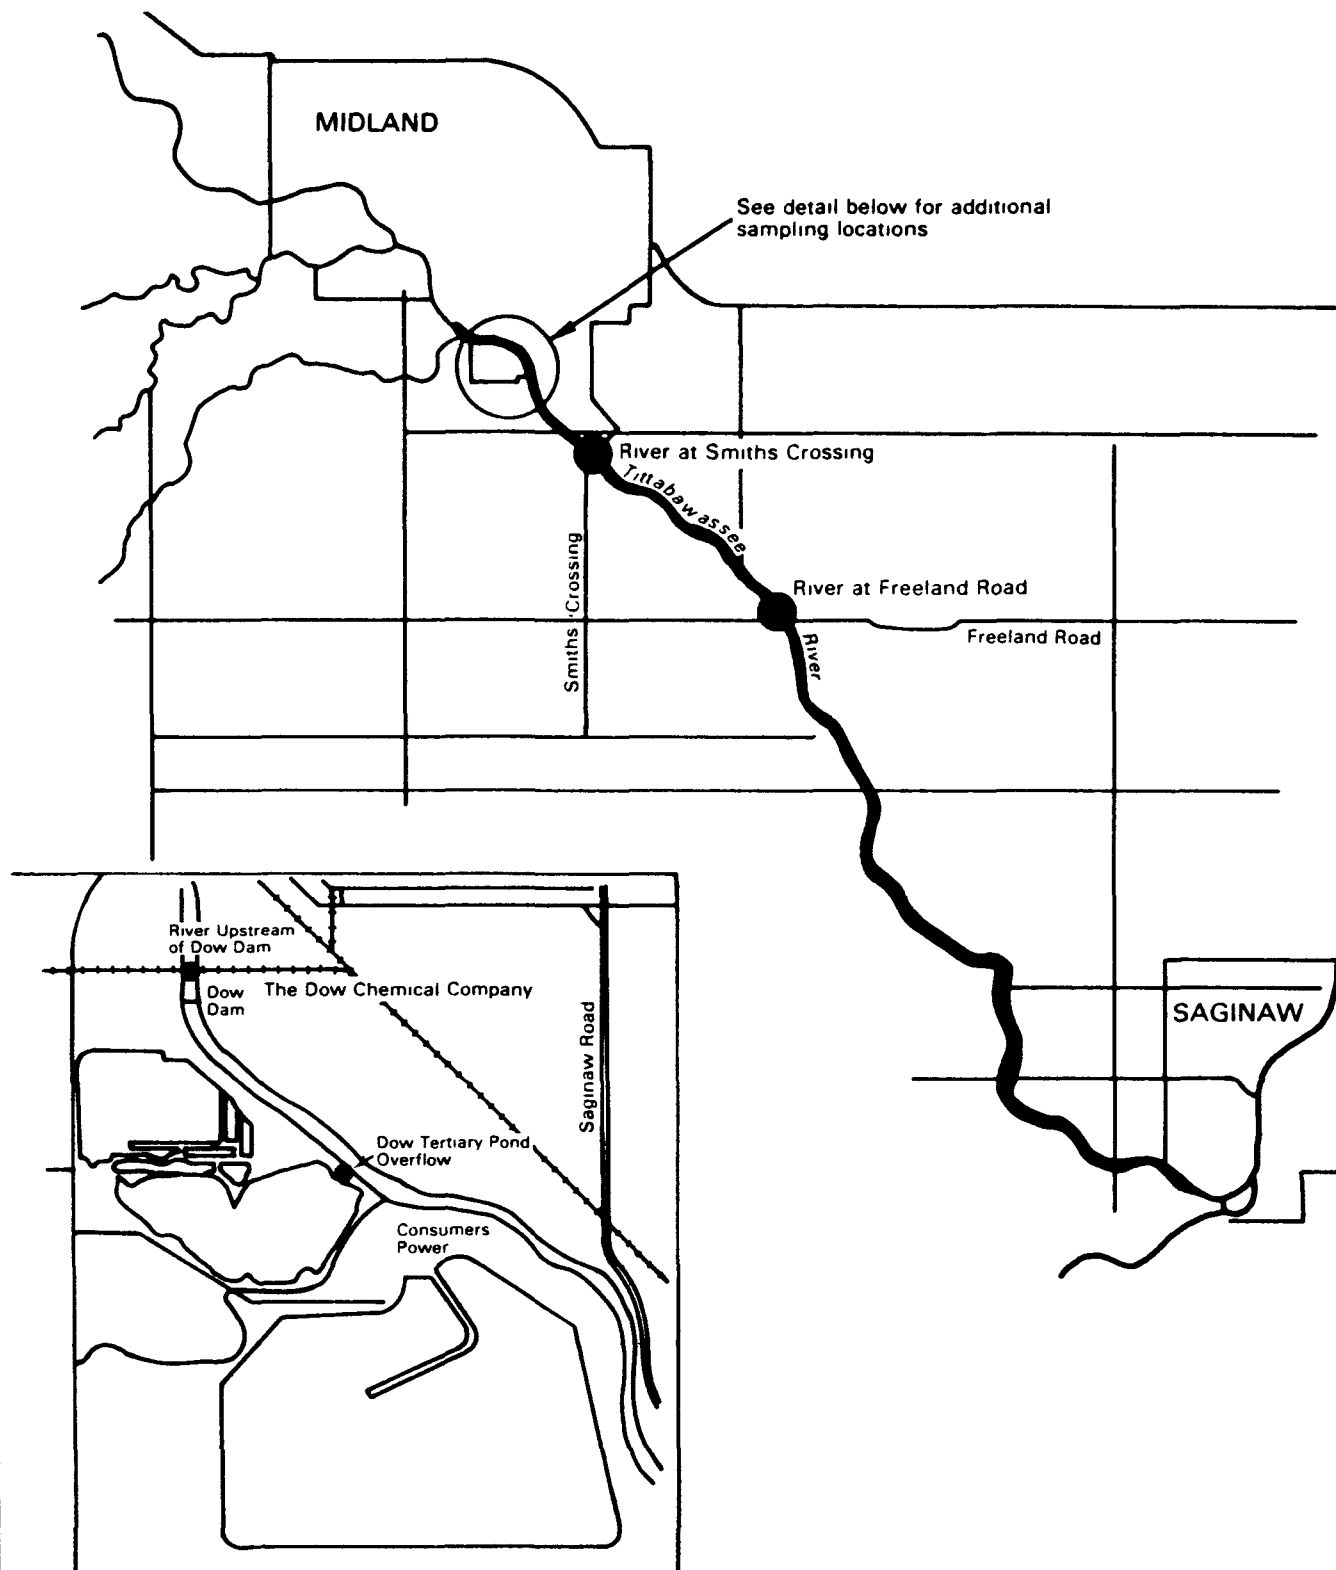 MIDLAND
See detail below for additional
sampling locations
River at Smiths Crossing
Tittabawassee
River
River at Freeland Road
Freeland Road
Smiths 'Crossing
River Upstream
of Dow Dam
Dow
Dam
The Dow Chemical Company
Saginaw Road
Dow Tertiary Pond
Overflow
Consumers
Power
SAGINAW